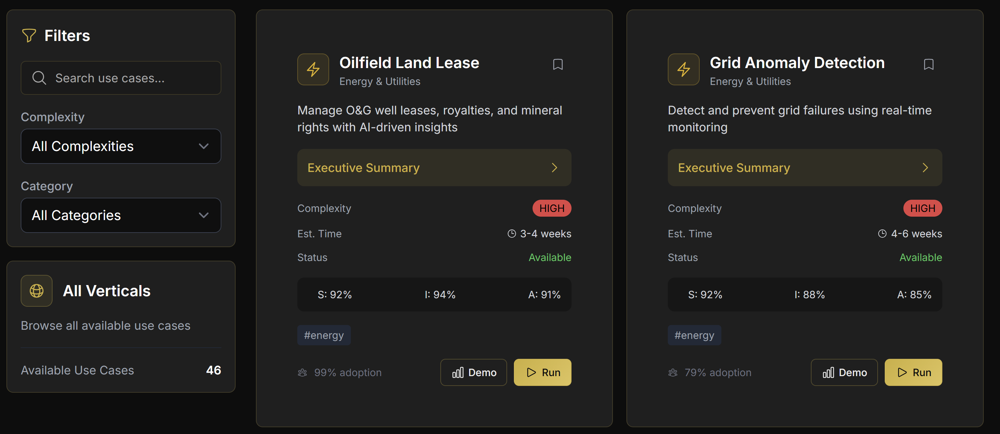 Filters
Search use cases...
Complexity
All Complexities
Category
All Categories
All Verticals
Browse all available use cases
Available Use Cases 46
Oilfield Land Lease
Energy & Utilities
Manage O&G well leases, royalties, and mineral
rights with AI-driven insights
Executive Summary
Complexity HIGH
Est. Time 3-4 weeks
Status Available
S: 92% I: 94% A: 91%
#energy
99% adoption Demo Run
Grid Anomaly Detection
Energy & Utilities
Detect and prevent grid failures using real-time
monitoring
Executive Summary
Complexity HIGH
Est. Time 4-6 weeks
Status Available
S: 92% I: 88% A: 85%
#energy
79% adoption Demo Run